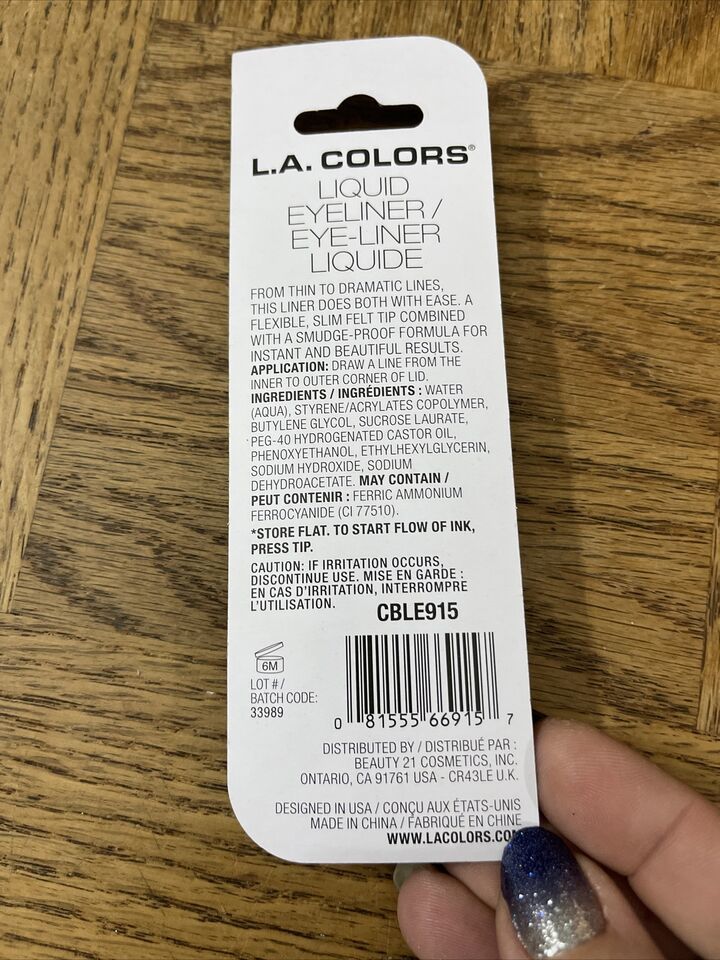 L.A. COLORS®
LIQUID
EYELINER /
EYE-LINER
LIQUIDE
FROM THIN TO DRAMATIC LINES,
THIS LINER DOES BOTH WITH EASE. A
FLEXIBLE, SLIM FELT TIP COMBINED
WITH A SMUDGE-PROOF FORMULA FOR
INSTANT AND BEAUTIFUL RESULTS.
APPLICATION: DRAW A LINE FROM THE
INNER TO OUTER CORNER OF LID.
INGREDIENTS / INGRÉDIENTS : WATER
(AQUA), STYRENE/ACRYLATES COPOLYMER,
BUTYLENE GLYCOL, SUCROSE LAURATE,
PEG-40 HYDROGENATED CASTOR OIL,
PHENOXYETHANOL, ETHYLHEXYLGLYCERIN,
SODIUM HYDROXIDE, SODIUM
DEHYDROACETATE. MAY CONTAIN /
PEUT CONTENIR : FERRIC AMMONIUM
FERROCYANIDE (CI 77510).
*STORE FLAT. TO START FLOW OF INK,
PRESS TIP.
CAUTION: IF IRRITATION OCCURS,
DISCONTINUE USE. MISE EN GARDE :
EN CAS D'IRRITATION, INTERROMPRE
L'UTILISATION.
CBLE915
6M
LOT # /
BATCH CODE:
33989
0 81555 66915 7
DISTRIBUTED BY / DISTRIBUÉ PAR :
BEAUTY 21 COSMETICS, INC.
ONTARIO, CA 91761 USA - CR43LE U.K.
DESIGNED IN USA / CONÇU AUX ÉTATS-UNIS
MADE IN CHINA / FABRIQUÉ EN CHINE
WWW.LACOLORS.COM